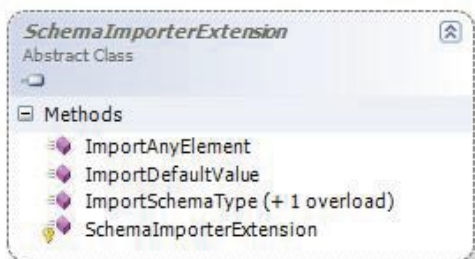 SchemaImporterExtension
Abstract Class
Methods
ImportAnyElement
ImportDefaultValue
ImportSchemaType (+ 1 overload)
SchemaImporterExtension